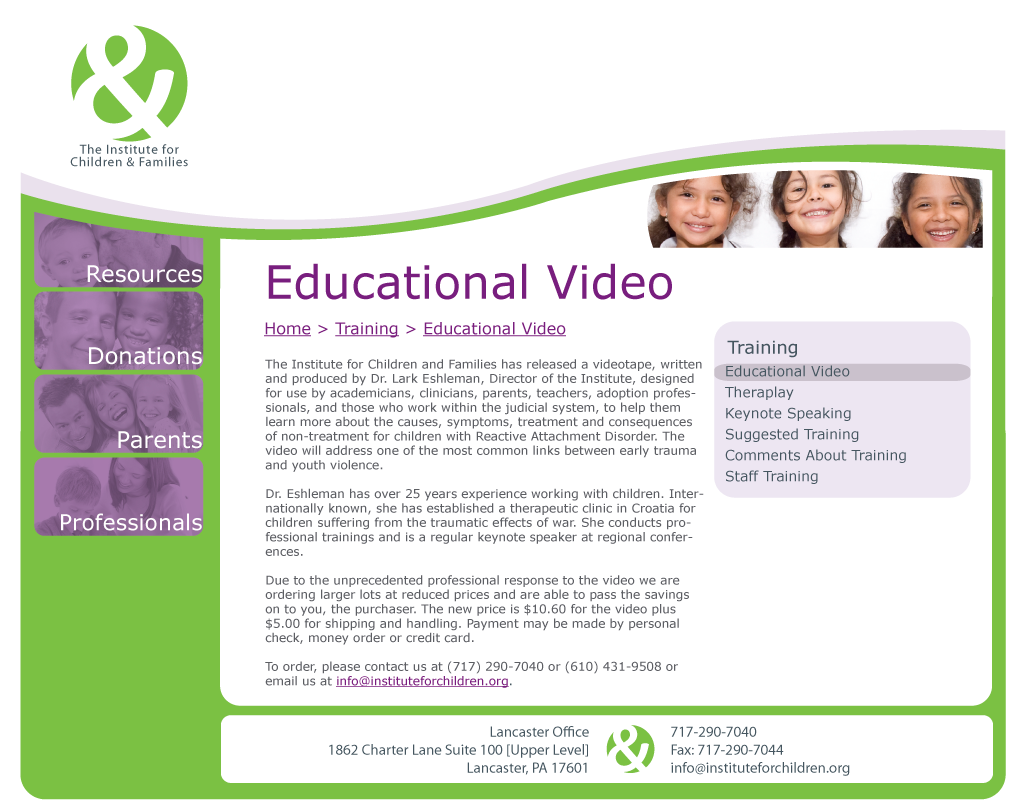 The Institute for
Children & Families
Resources
Donations
Parents
Professionals
Educational Video
Home > Training > Educational Video
The Institute for Children and Families has released a videotape, written
and produced by Dr. Lark Eshleman, Director of the Institute, designed
for use by academicians, clinicians, parents, teachers, adoption profes-
sionals, and those who work within the judicial system, to help them
learn more about the causes, symptoms, treatment and consequences
of non-treatment for children with Reactive Attachment Disorder. The
video will address one of the most common links between early trauma
and youth violence.
Dr. Eshleman has over 25 years experience working with children. Inter-
nationally known, she has established a therapeutic clinic in Croatia for
children suffering from the traumatic effects of war. She conducts pro-
fessional trainings and is a regular keynote speaker at regional confer-
ences.
Due to the unprecedented professional response to the video we are
ordering larger lots at reduced prices and are able to pass the savings
on to you, the purchaser. The new price is $10.60 for the video plus
$5.00 for shipping and handling. Payment may be made by personal
check, money order or credit card.
To order, please contact us at (717) 290-7040 or (610) 431-9508 or
email us at info@instituteforchildren.org.
Training
Educational Video
Theraplay
Keynote Speaking
Suggested Training
Comments About Training
Staff Training
Lancaster Office
1862 Charter Lane Suite 100 [Upper Level]
Lancaster, PA 17601
&
717-290-7040
Fax: 717-290-7044
info@instituteforchildren.org